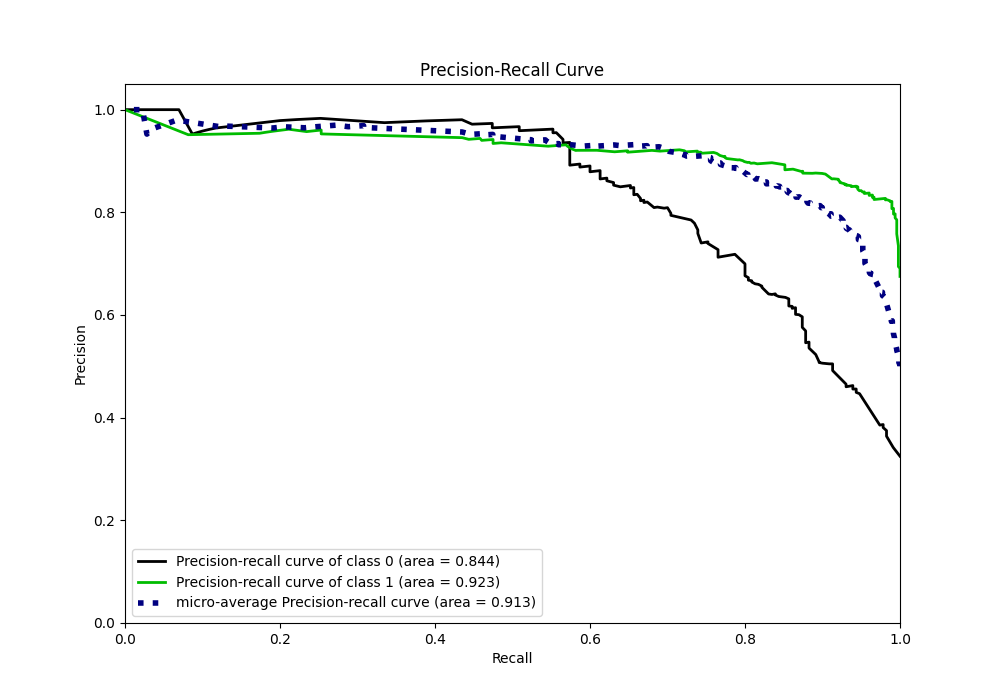 Precision-Recall Curve
1.0
0.8
0.6
0.4
0.2
0.0
Precision
Precision-recall curve of class 0 (area = 0.844)
Precision-recall curve of class 1 (area = 0.923)
micro-average Precision-recall curve (area = 0.913)
0.0 0.2 0.4 0.6 0.8 1.0
Recall